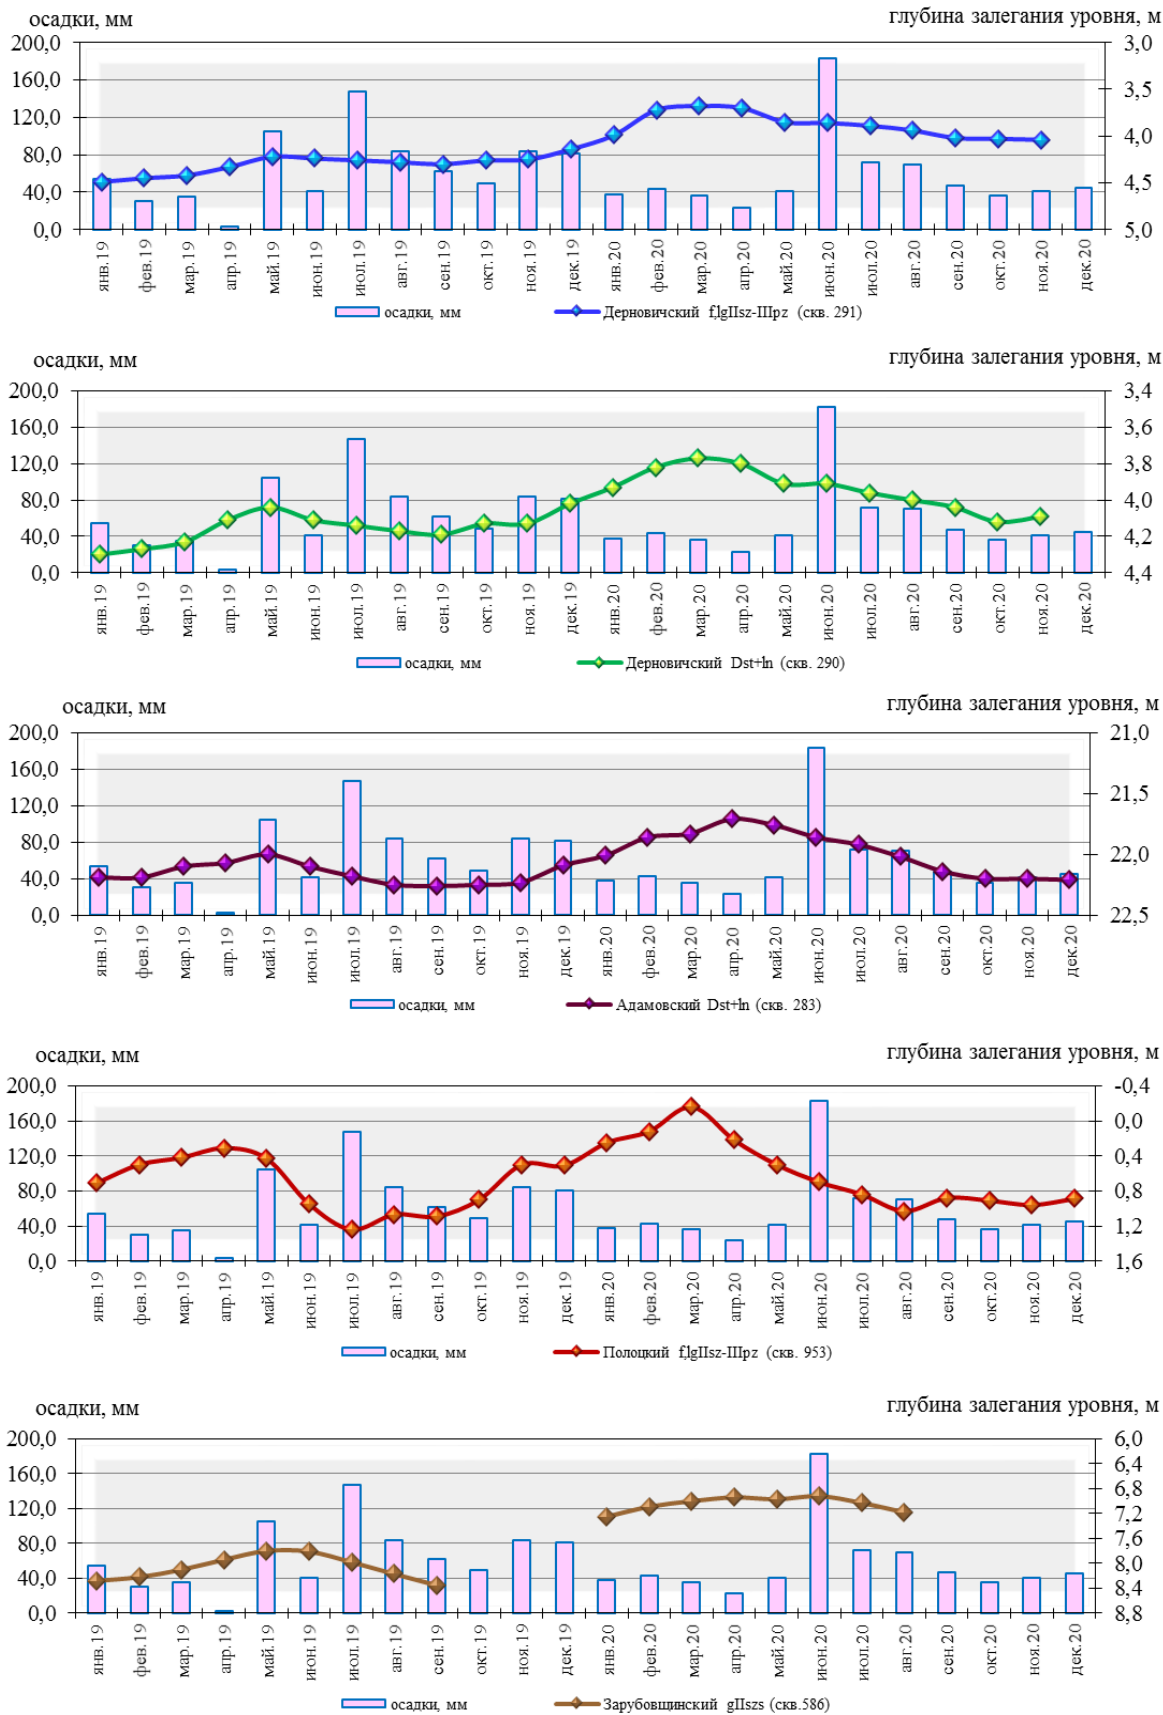 осадки, мм глубина залегания уровня, м
200,0 3,0
160,0 3,5
120,0 4,0
80,0 4,5
40,0 5,0
0,0
янв.19 фев.19 мар.19 апр.19 май.19 июн.19 июл.19 авг.19 сен.19 окт.19 ноя.19 дек.19 янв.20 фев.20 мар.20 апр.20 май.20 июн.20 июл.20 авг.20 сен.20 окт.20 ноя.20 дек.20
осадки, мм Дерновичский f,lgIIsz-IIIpz (скв. 291)
осадки, мм глубина залегания уровня, м
200,0 3,4
160,0 3,6
120,0 3,8
80,0 4,0
40,0 4,2
0,0 4,4
янв.19 фев.19 мар.19 апр.19 май.19 июн.19 июл.19 авг.19 сен.19 окт.19 ноя.19 дек.19 янв.20 фев.20 мар.20 апр.20 май.20 июн.20 июл.20 авг.20 сен.20 окт.20 ноя.20 дек.20
осадки, мм Дерновичский Dst+ln (скв. 290)
осадки, мм глубина залегания уровня, м
200,0 21,0
160,0 21,5
120,0 22,0
80,0 22,5
40,0
0,0
янв.19 фев.19 мар.19 апр.19 май.19 июн.19 июл.19 авг.19 сен.19 окт.19 ноя.19 дек.19 янв.20 фев.20 мар.20 апр.20 май.20 июн.20 июл.20 авг.20 сен.20 окт.20 ноя.20 дек.20
осадки, мм Адамовский Dst+ln (скв. 283)
осадки, мм глубина залегания уровня, м
200,0 -0,4
160,0 0,0
120,0 0,4
80,0 0,8
40,0 1,2
0,0 1,6
янв.19 фев.19 мар.19 апр.19 май.19 июн.19 июл.19 авг.19 сен.19 окт.19 ноя.19 дек.19 янв.20 фев.20 мар.20 апр.20 май.20 июн.20 июл.20 авг.20 сен.20 окт.20 ноя.20 дек.20
осадки, мм Полоцкий f,lgIIsz-IIIpz (скв. 953)
осадки, мм глубина залегания уровня, м
200,0 6,0
160,0 6,4
120,0 6,8
80,0 7,2
40,0 7,6
0,0 8,0
8,4
8,8
янв.19 фев.19 мар.19 апр.19 май.19 июн.19 июл.19 авг.19 сен.19 окт.19 ноя.19 дек.19 янв.20 фев.20 мар.20 апр.20 май.20 июн.20 июл.20 авг.20 сен.20 окт.20 ноя.20 дек.20
осадки, мм Зарубовщинский gIIszs (скв.586)